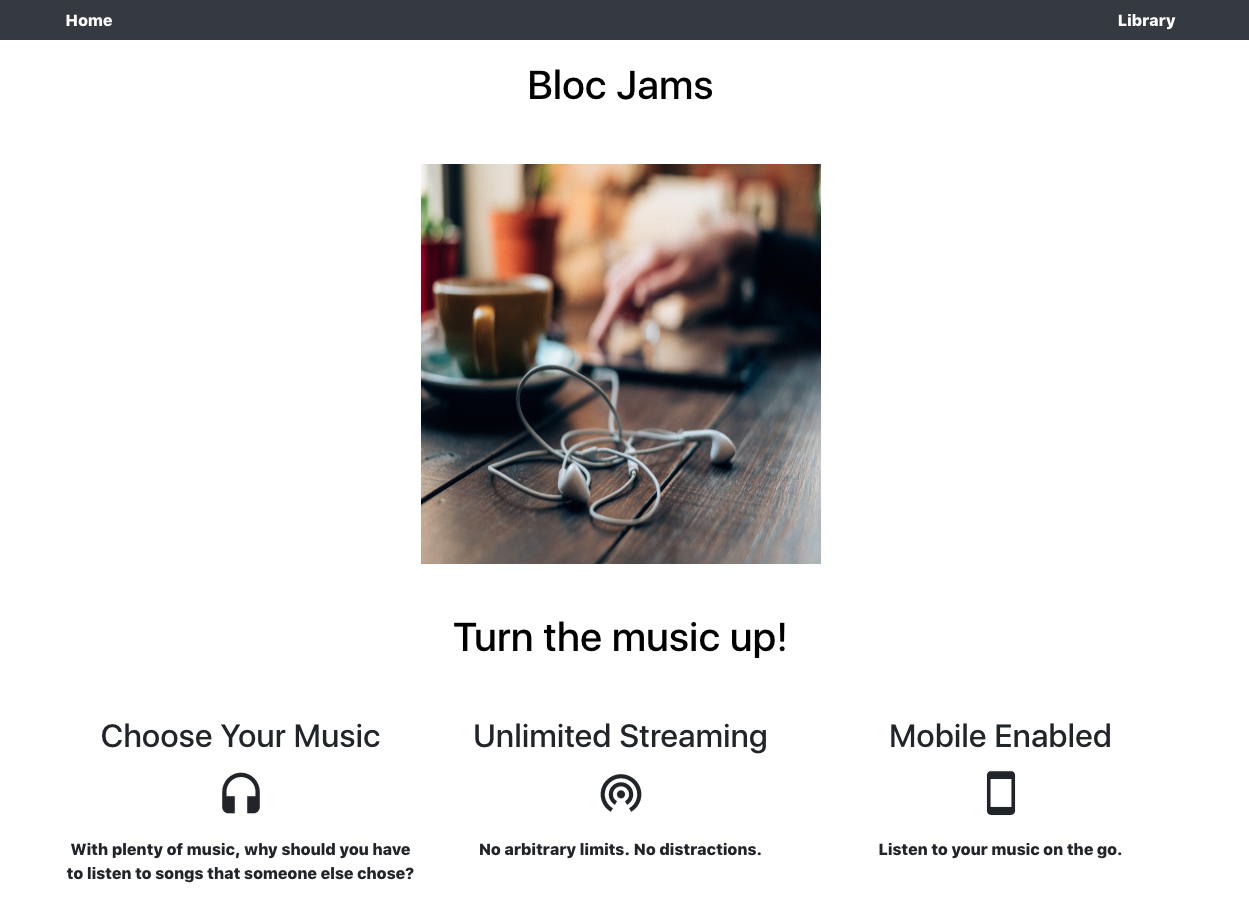 Home
Library
Bloc Jams
Turn the music up!
Choose Your Music
Unlimited Streaming
Mobile Enabled
With plenty of music, why should you have
to listen to songs that someone else chose?
No arbitrary limits. No distractions.
Listen to your music on the go.